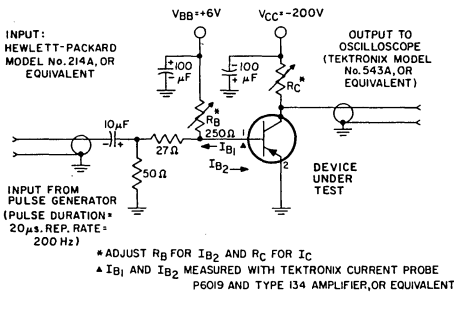 INPUT:
HEWLETT-PACKARD
MODEL No.214A, OR
EQUIVALENT
VBB=+6V
VCC=-200V
OUTPUT TO
OSCILLOSCOPE
(TEKTRONIX MODEL
No.543A, OR
EQUIVALENT)
+ 100
- μF
-100
+ μF
RC*
RB*
10μF
- +
250Ω
1
27Ω
IB1 ▲
IB2
2
50Ω
DEVICE
UNDER
TEST
INPUT FROM
PULSE GENERATOR
(PULSE DURATION=
20μs. REP. RATE=
200 Hz)
* ADJUST RB FOR IB2 AND RC FOR IC
▲ IB1 AND IB2 MEASURED WITH TEKTRONIX CURRENT PROBE
P6019 AND TYPE 134 AMPLIFIER, OR EQUIVALENT